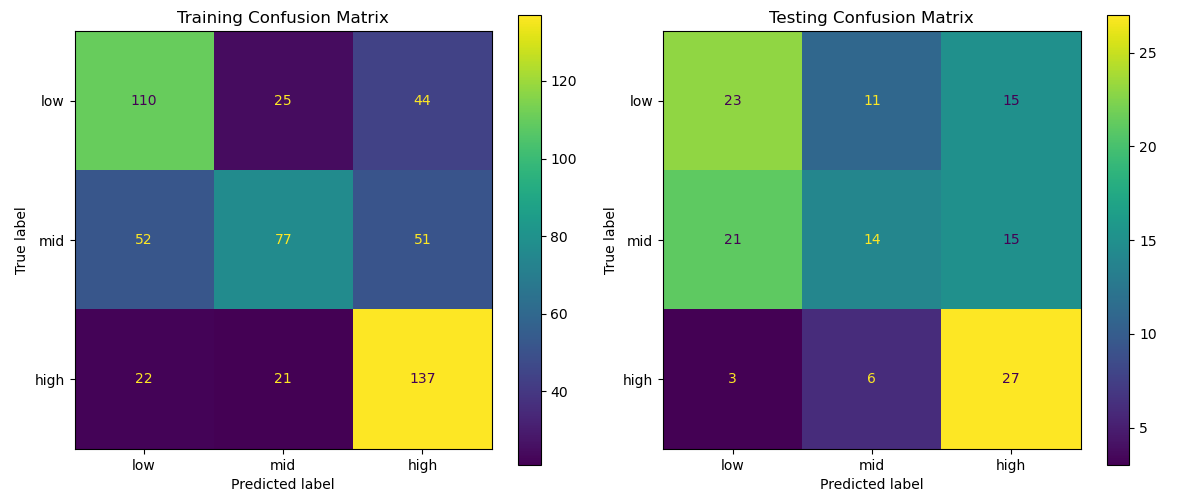 Training Confusion Matrix
low
110
25
44
mid
52
77
51
high
22
21
137
low
mid
high
Predicted label
True label
120
100
80
60
40
Testing Confusion Matrix
low
23
11
15
mid
21
14
15
high
3
6
27
low
mid
high
Predicted label
True label
25
20
15
10
5